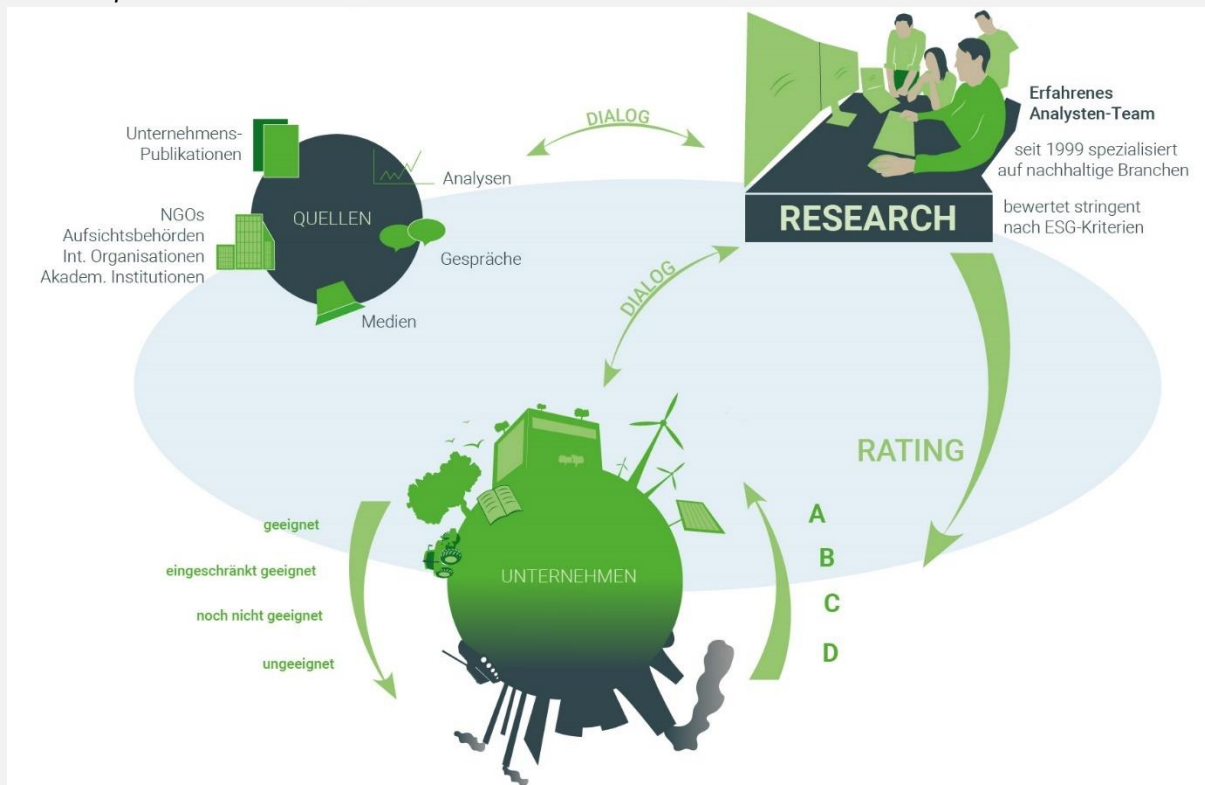 DIALOG
Unternehmens-
Publikationen
Analysen
QUELLEN
NGOs
Aufsichtsbehörden
Int. Organisationen
Akadem. Institutionen
Gespräche
Medien
Erfahrenes
Analysten-Team
seit 1999 spezialisiert
auf nachhaltige Branchen
RESEARCH
bewertet stringent
nach ESG-Kriterien
DIALOG
RATING
geeignet
eingeschränkt geeignet
noch nicht geeignet
ungeeignet
UNTERNEHMEN
A
B
C
D